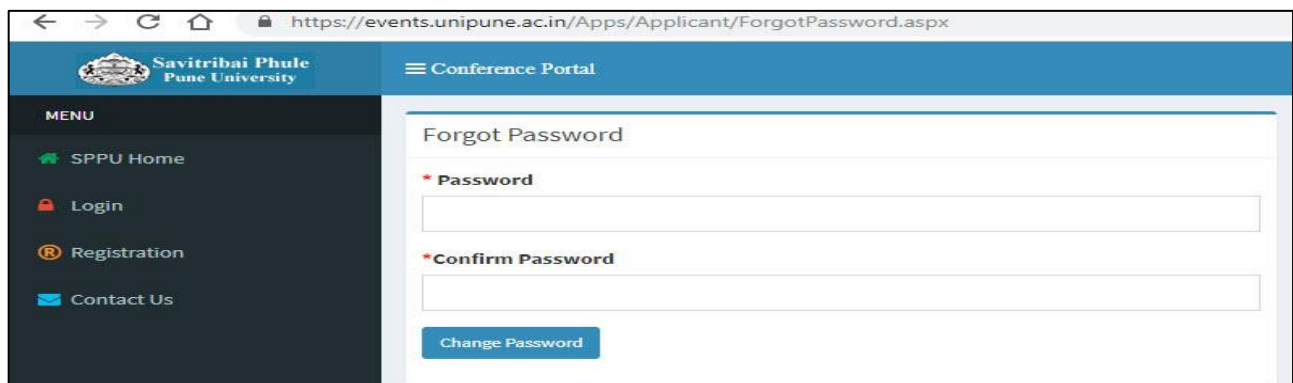 https://events.unipune.ac.in/Apps/Applicant/ForgotPassword.aspx
Savitribai Phule
Pune University
Conference Portal
MENU
SPPU Home
Login
® Registration
Contact Us
Forgot Password
* Password
*Confirm Password
Change Password